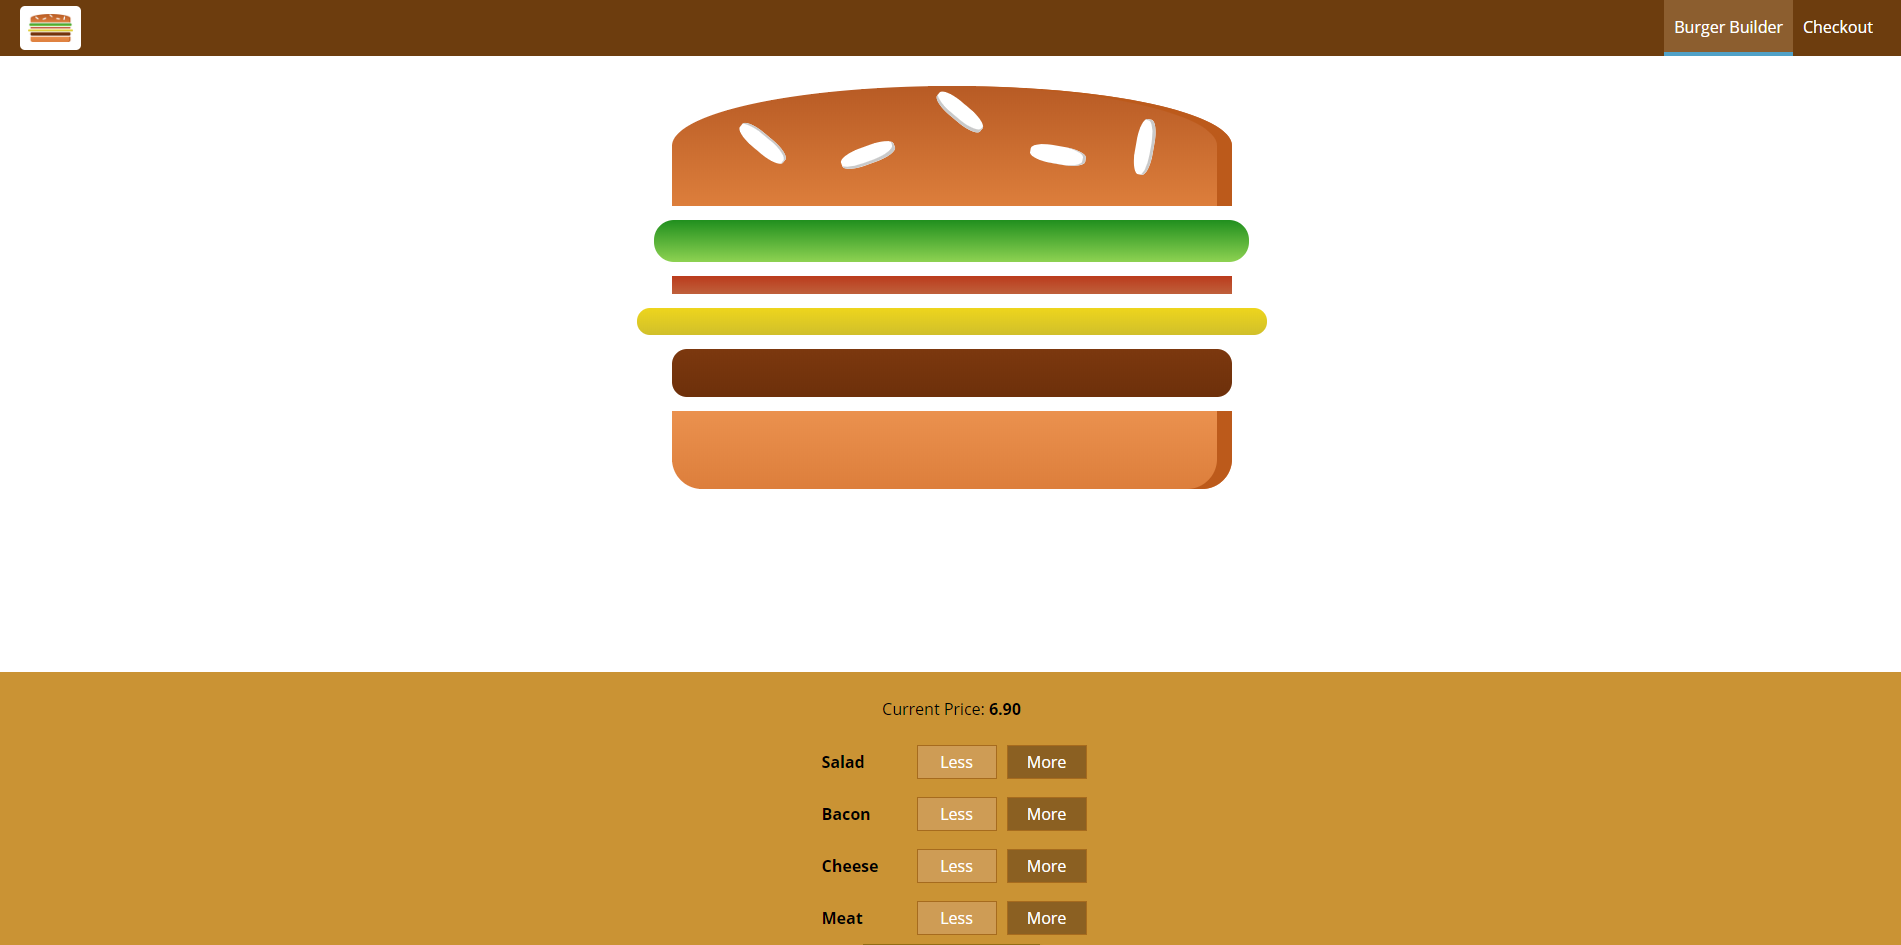 Burger Builder Checkout
Current Price: 6.90
Salad Less More
Bacon Less More
Cheese Less More
Meat Less More